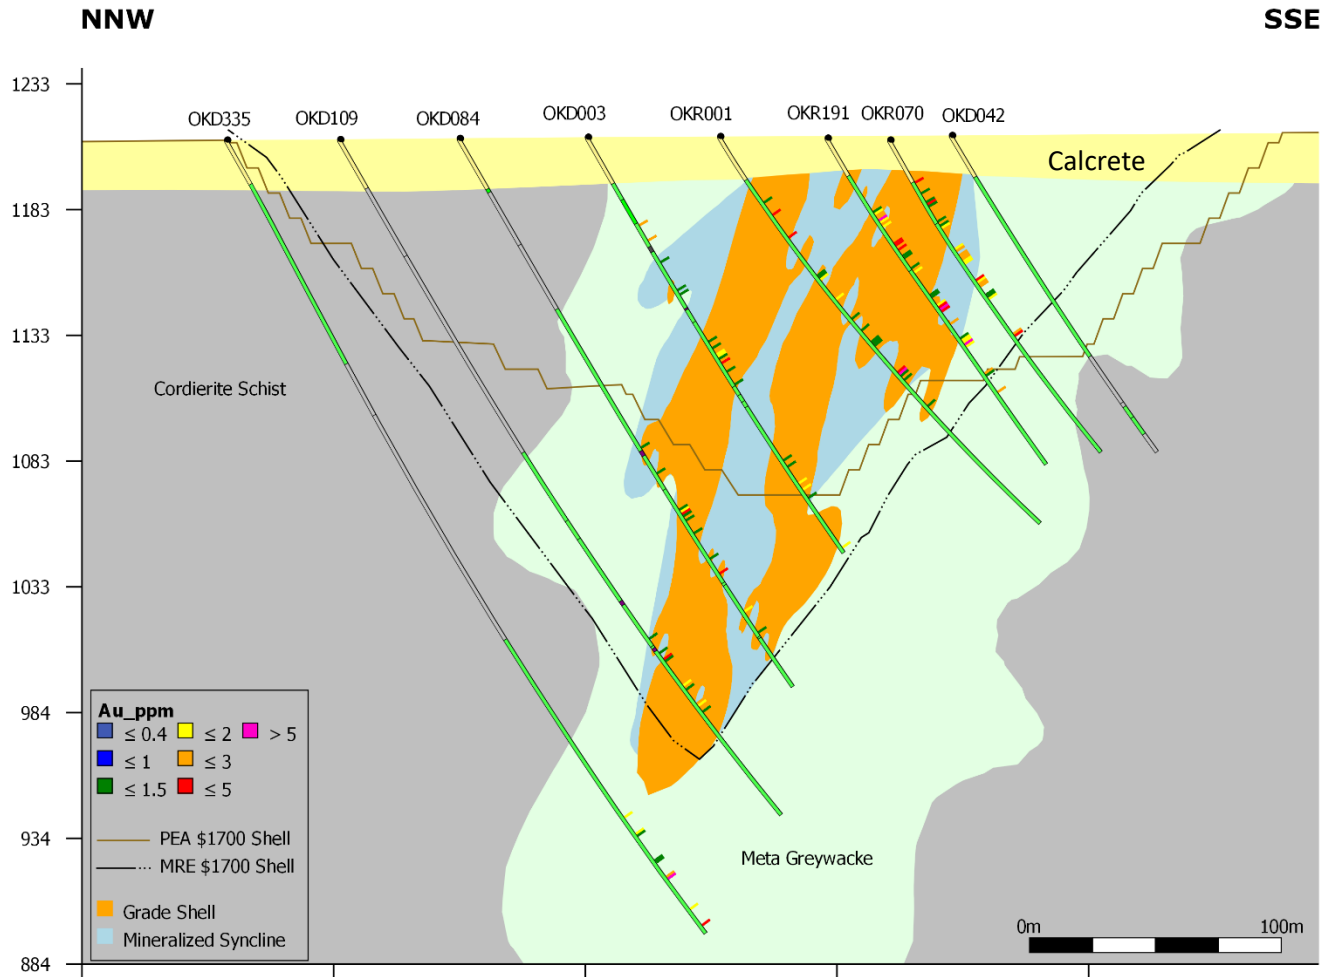 NNW SSE
1233
OKD335 OKD109 OKD084 OKD003 OKR001 OKR191 OKR070 OKD042
Calcrete
1183
1133
Cordierite Schist
1083
1033
984
Au_ppm
≤ 0.4 ≤ 2 > 5
≤ 1 ≤ 3
≤ 1.5 ≤ 5
934
PEA $1700 Shell
Meta Greywacke
MRE $1700 Shell
Grade Shell
0m 100m
Mineralized Syncline
884